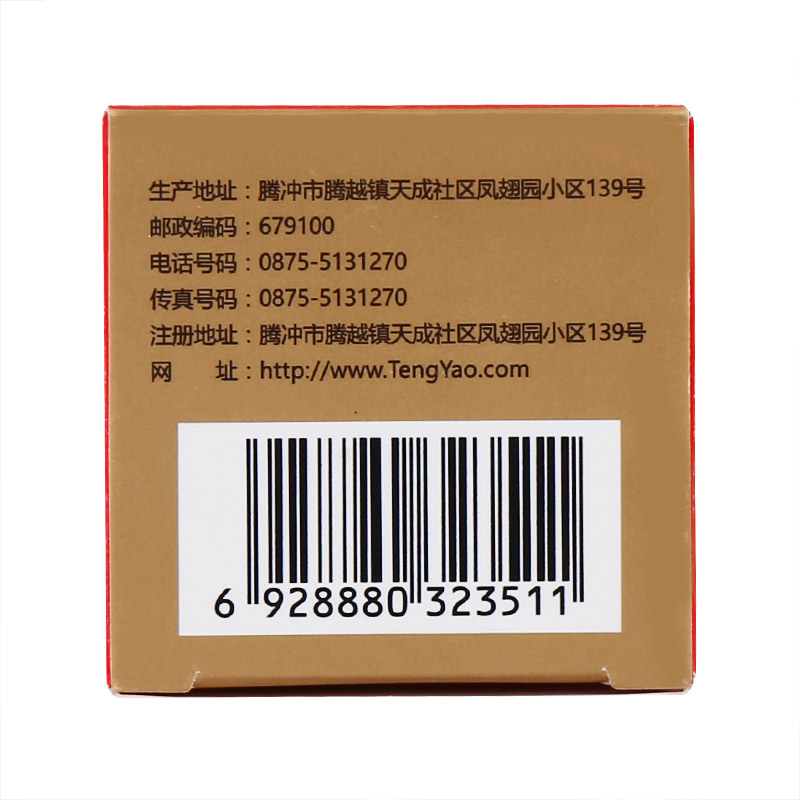 生产地址：腾冲市腾越镇天成社区凤翅园小区139号
邮政编码：679100
电话号码：0875-5131270
传真号码：0875-5131270
注册地址：腾冲市腾越镇天成社区凤翅园小区139号
网　　址：http://www.TengYao.com
6 928880 323511